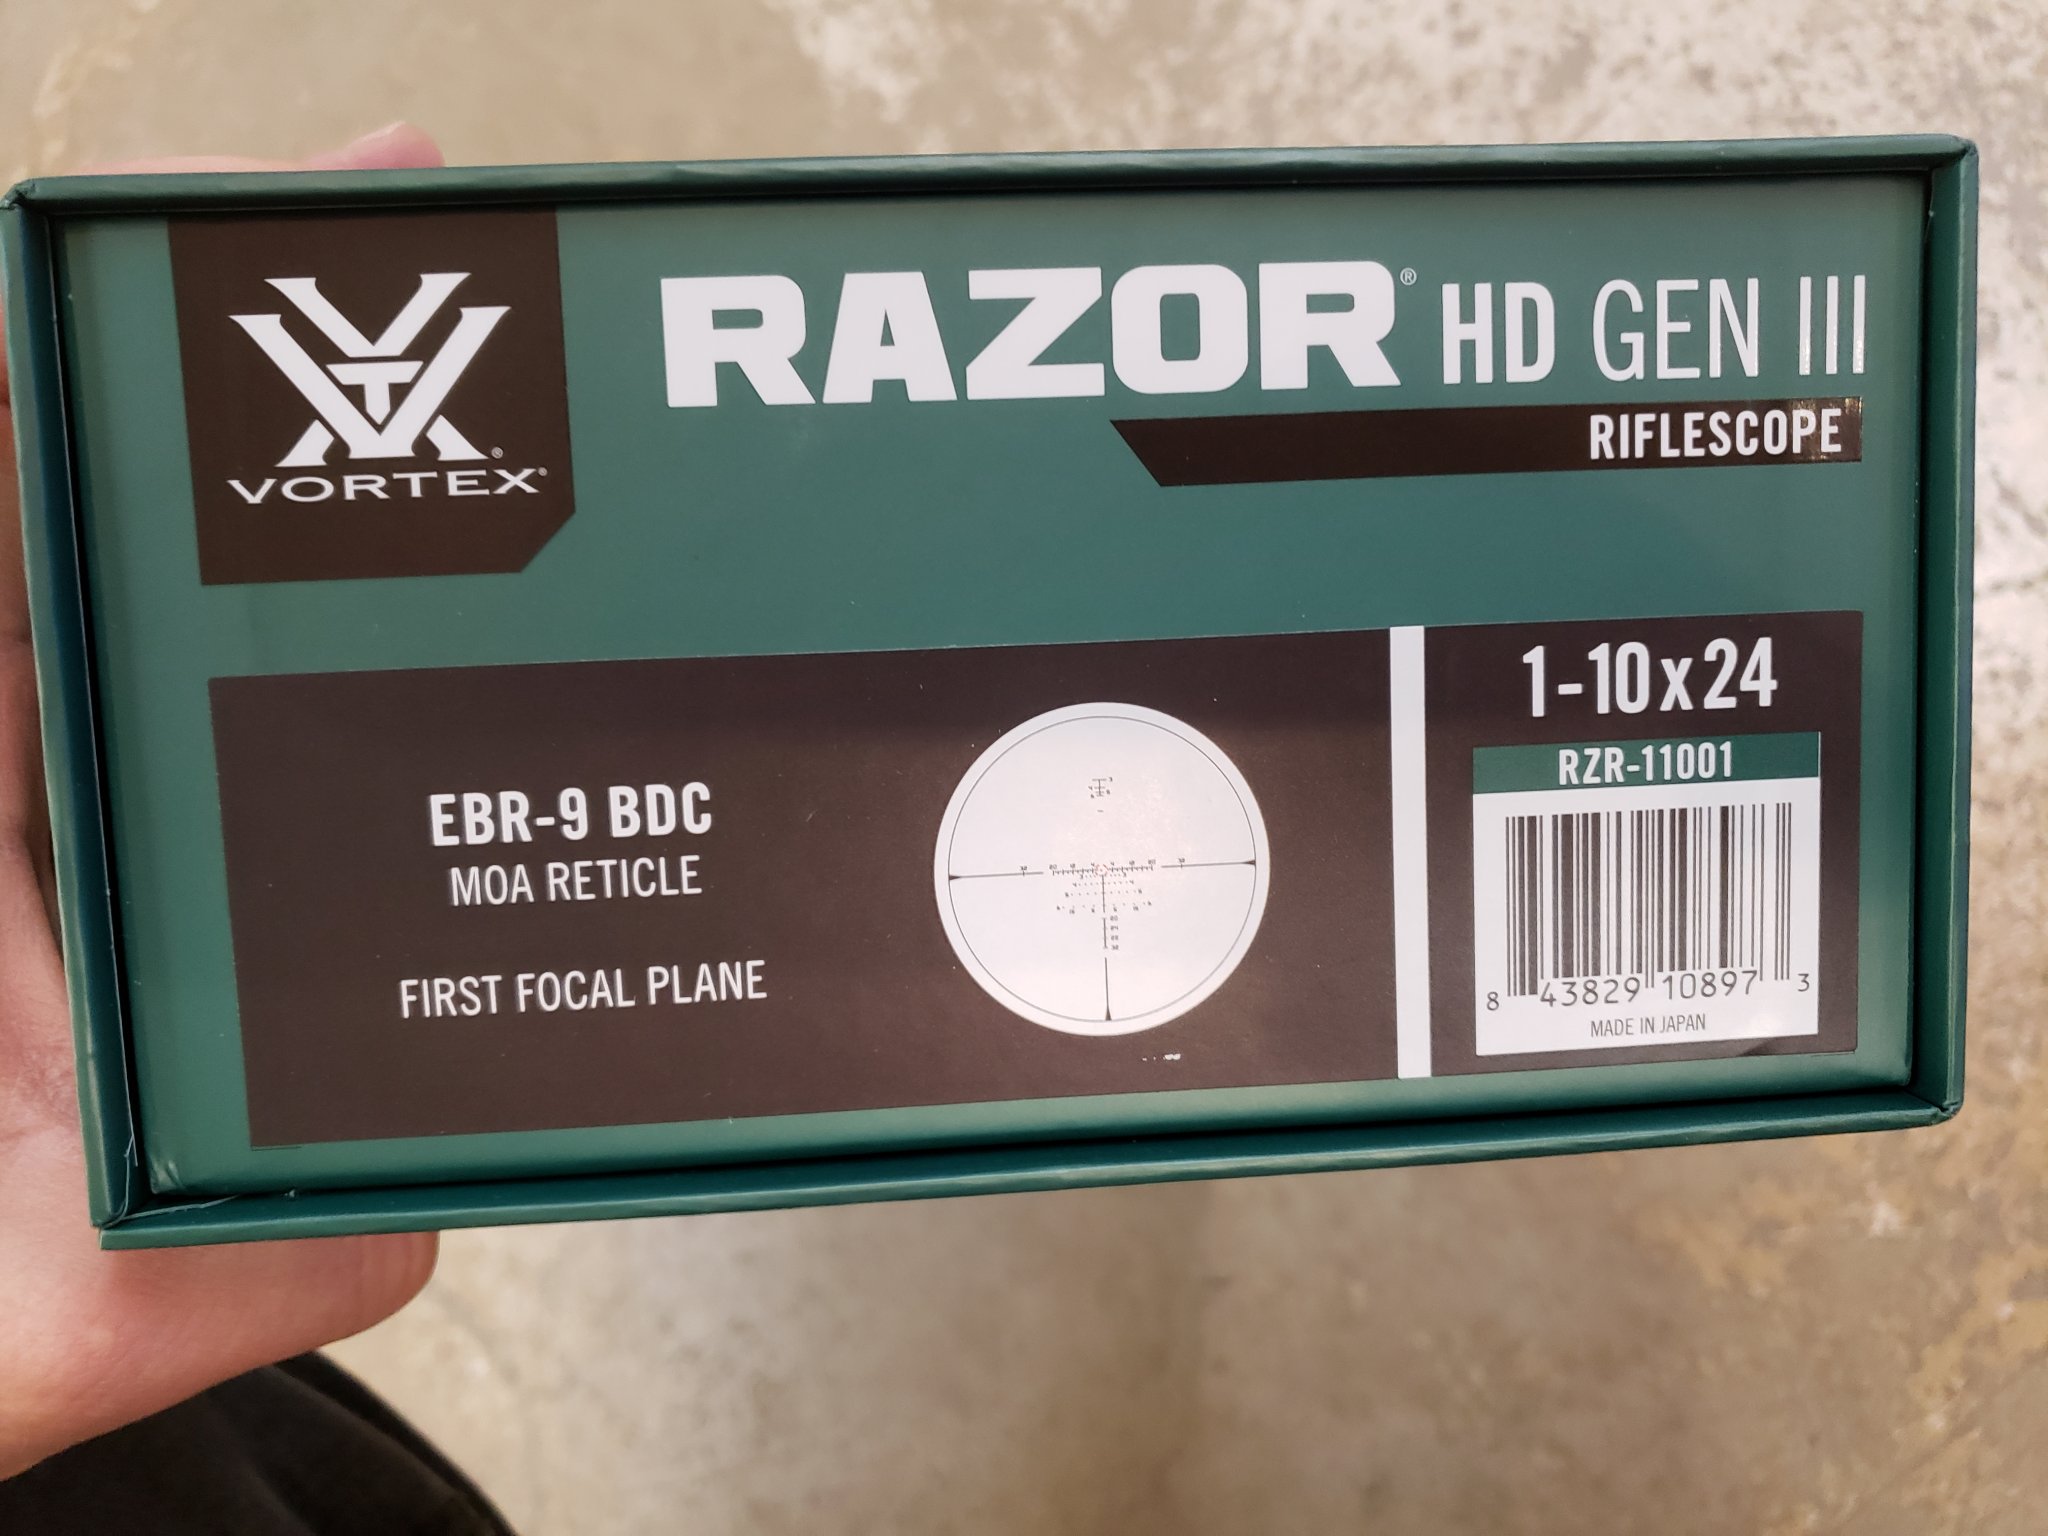 VORTEX®
RAZOR® HD GEN III
RIFLESCOPE
EBR-9 BDC
MOA RETICLE
FIRST FOCAL PLANE
1-10x24
RZR-11001
8 43829 10897 3
MADE IN JAPAN